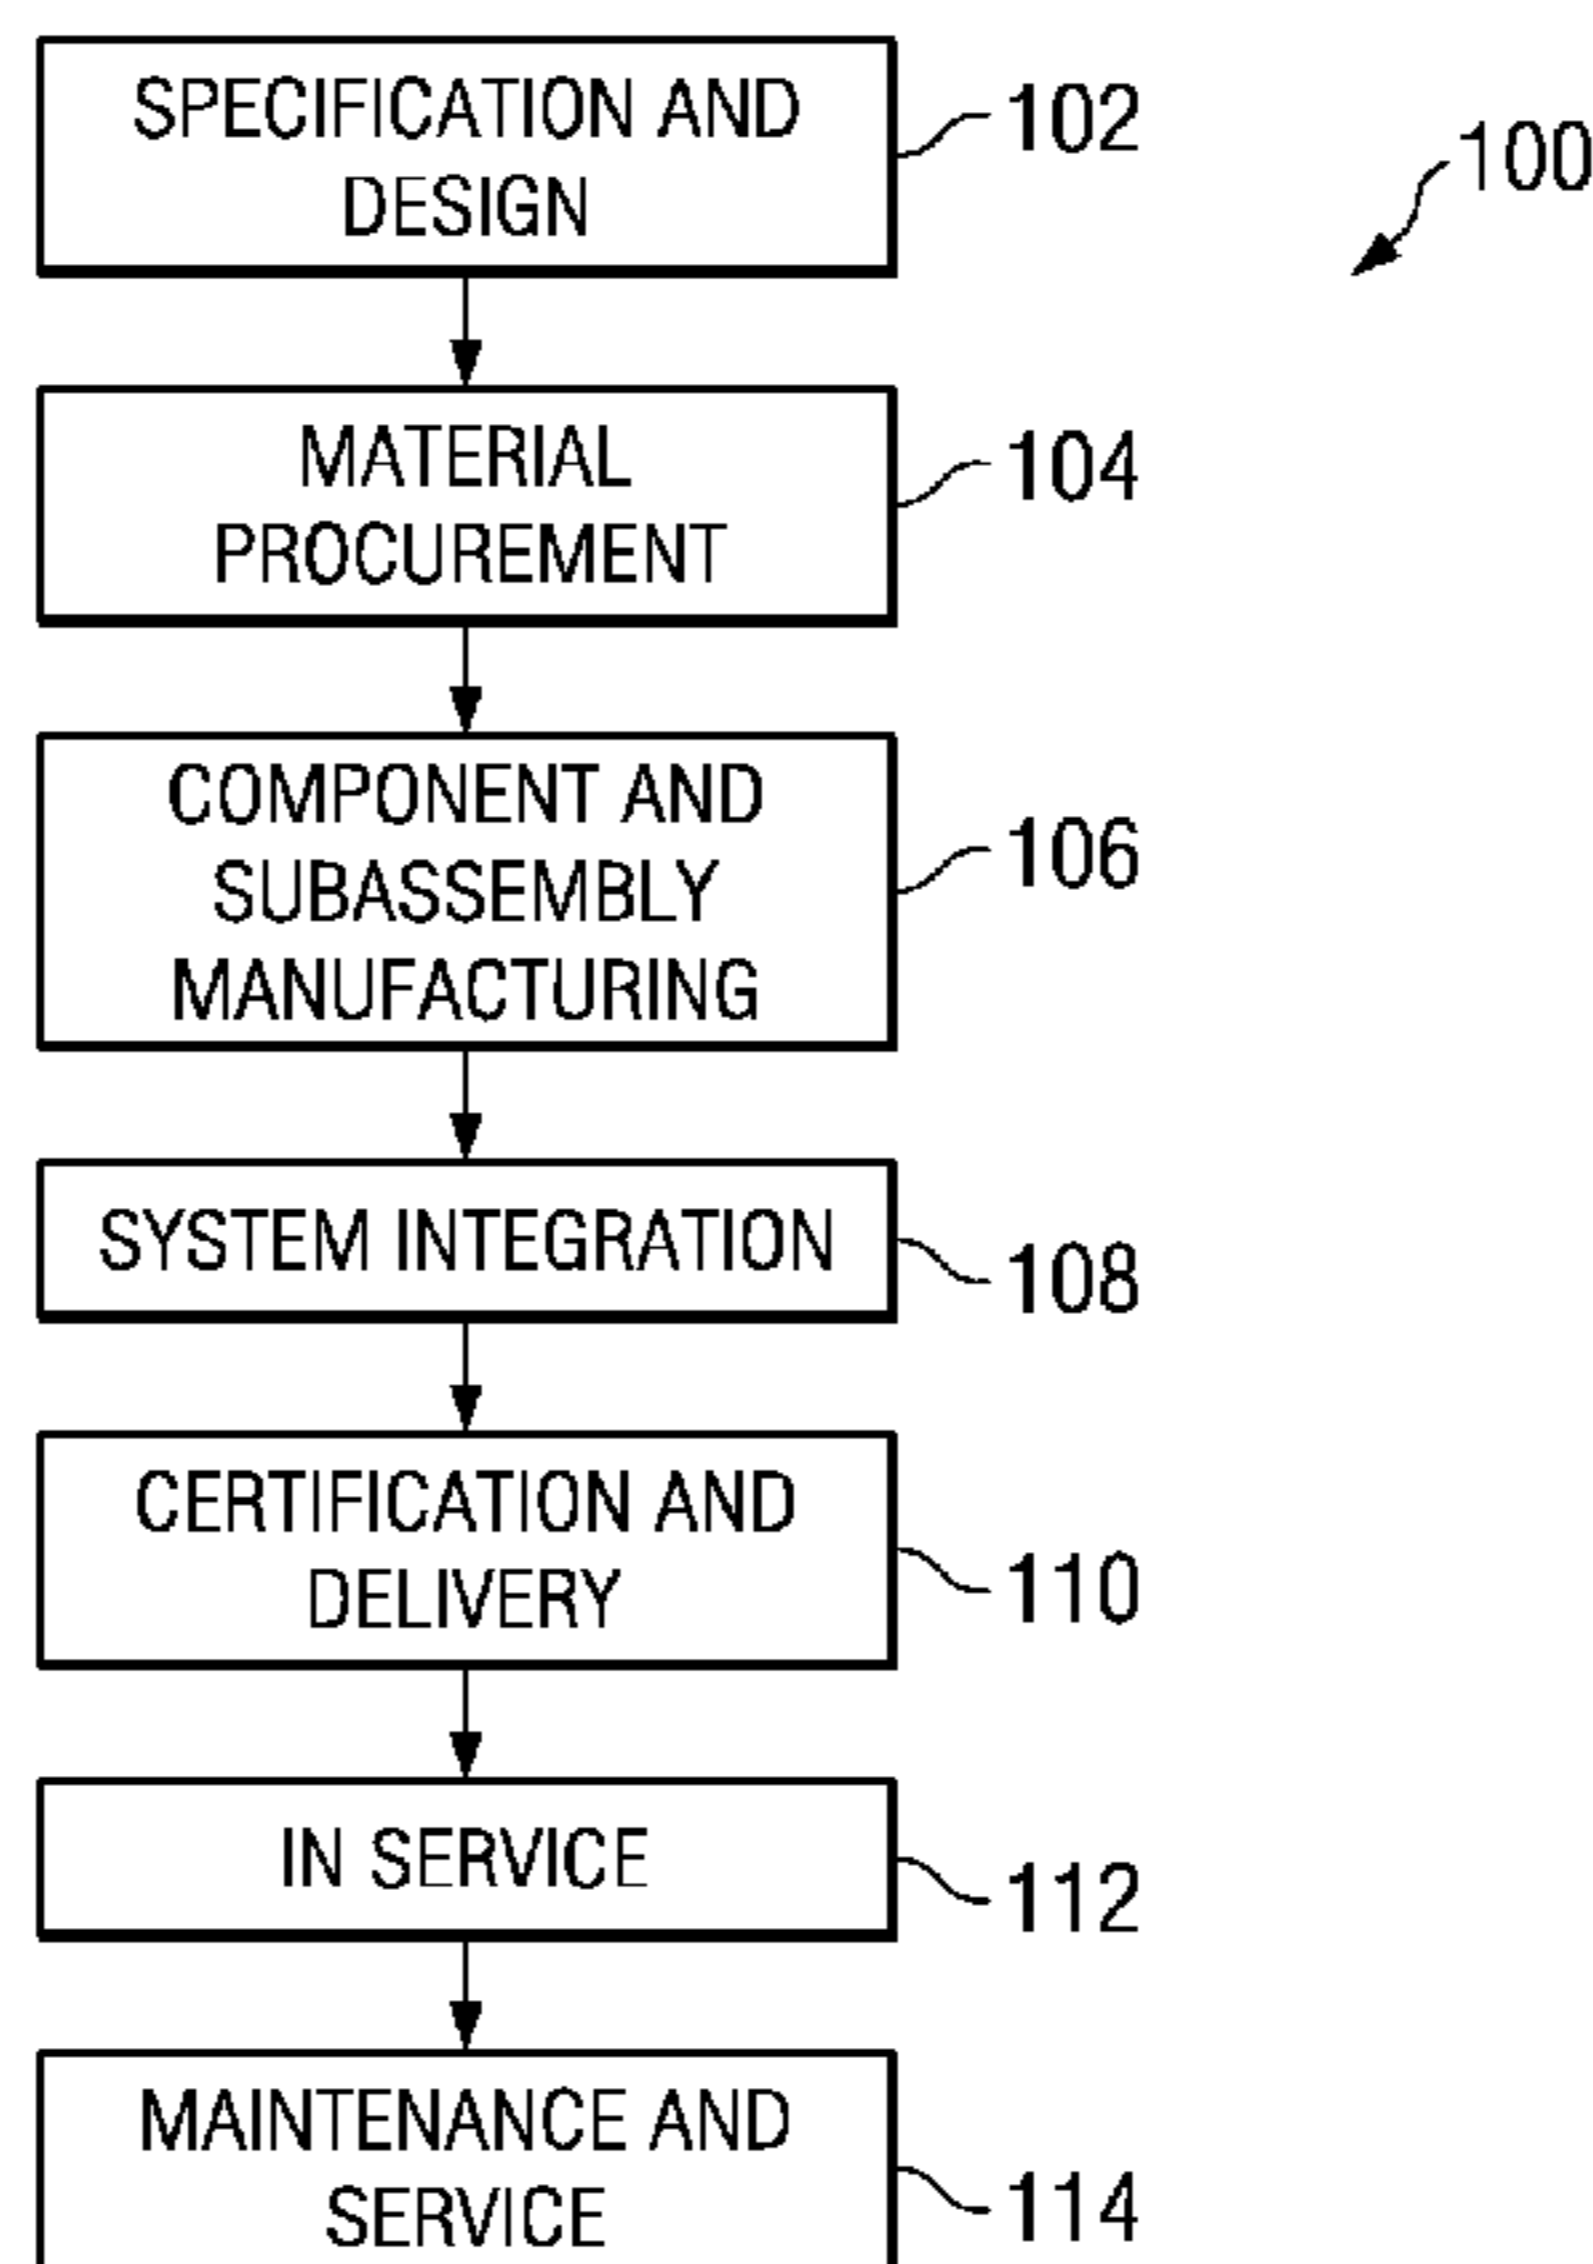 SPECIFICATION AND
DESIGN
102
100
MATERIAL
PROCUREMENT
104
COMPONENT AND
SUBASSEMBLY
MANUFACTURING
106
SYSTEM INTEGRATION
108
CERTIFICATION AND
DELIVERY
110
IN SERVICE
112
MAINTENANCE AND
SERVICE
114